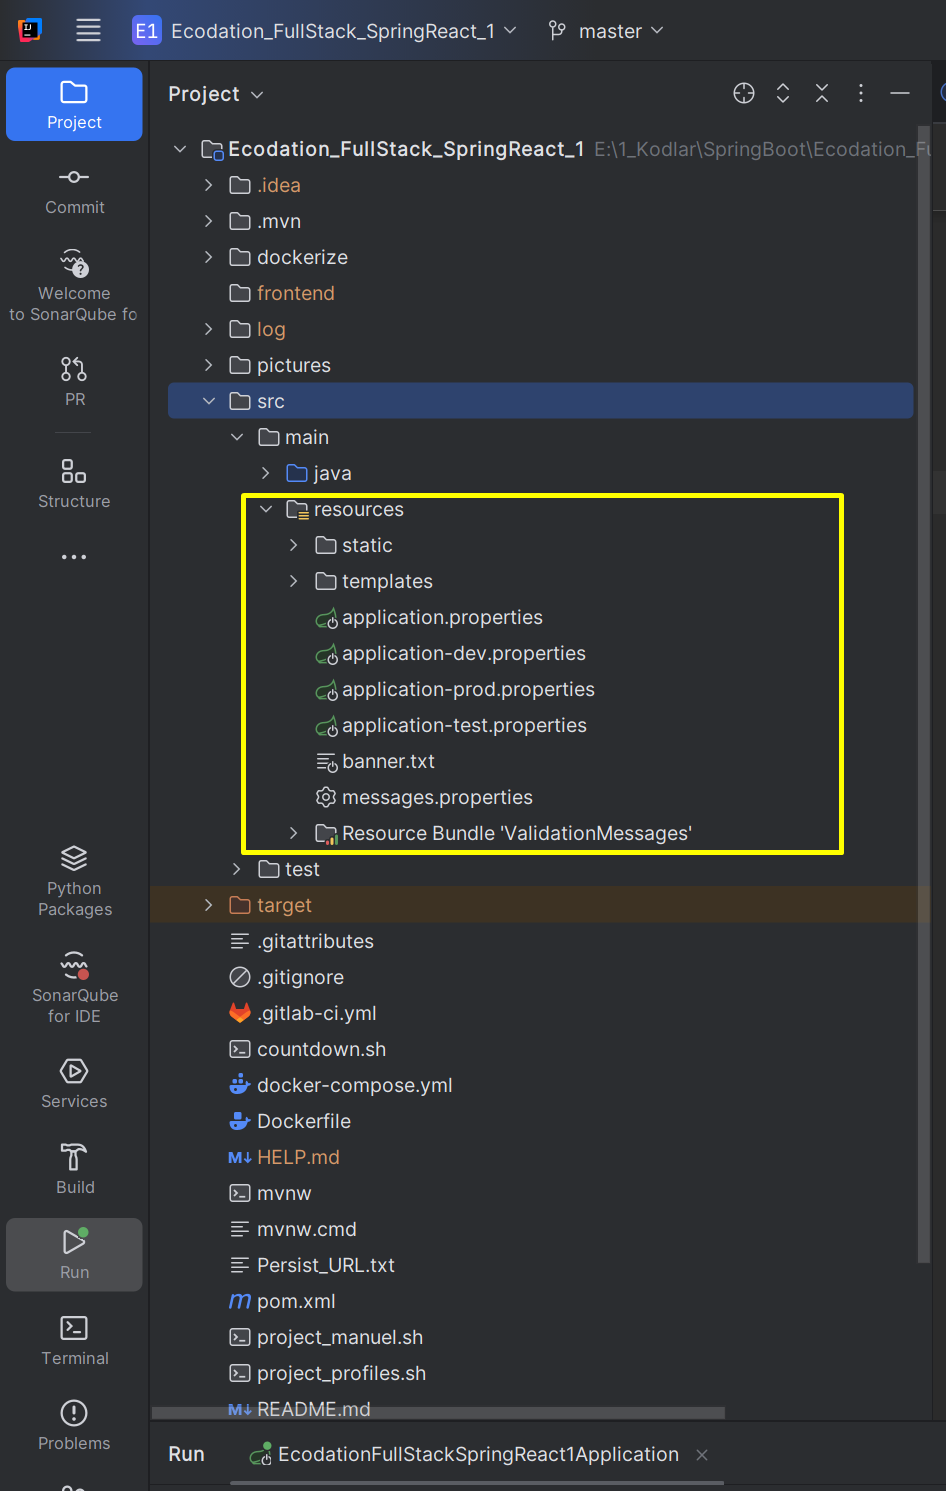 E1 Ecodation_FullStack_SpringReact_1 master
Project
Project
Ecodation_FullStack_SpringReact_1 E:\1_Kodlar\SpringBoot\Ecodation_Fu
.idea
Commit
.mvn
dockerize
Welcome
to SonarQube fo
frontend
log
pictures
PR
src
main
java
Structure
resources
static
templates
application.properties
application-dev.properties
application-prod.properties
application-test.properties
banner.txt
messages.properties
Resource Bundle 'ValidationMessages'
test
Python
Packages
target
.gitattributes
.gitignore
SonarQube
for IDE
.gitlab-ci.yml
countdown.sh
docker-compose.yml
Services
Dockerfile
M↓ HELP.md
mvnw
Build
mvnw.cmd
Persist_URL.txt
Run
m pom.xml
project_manuel.sh
Terminal
project_profiles.sh
M↓ README.md
Problems
Run EcodationFullStackSpringReact1Application